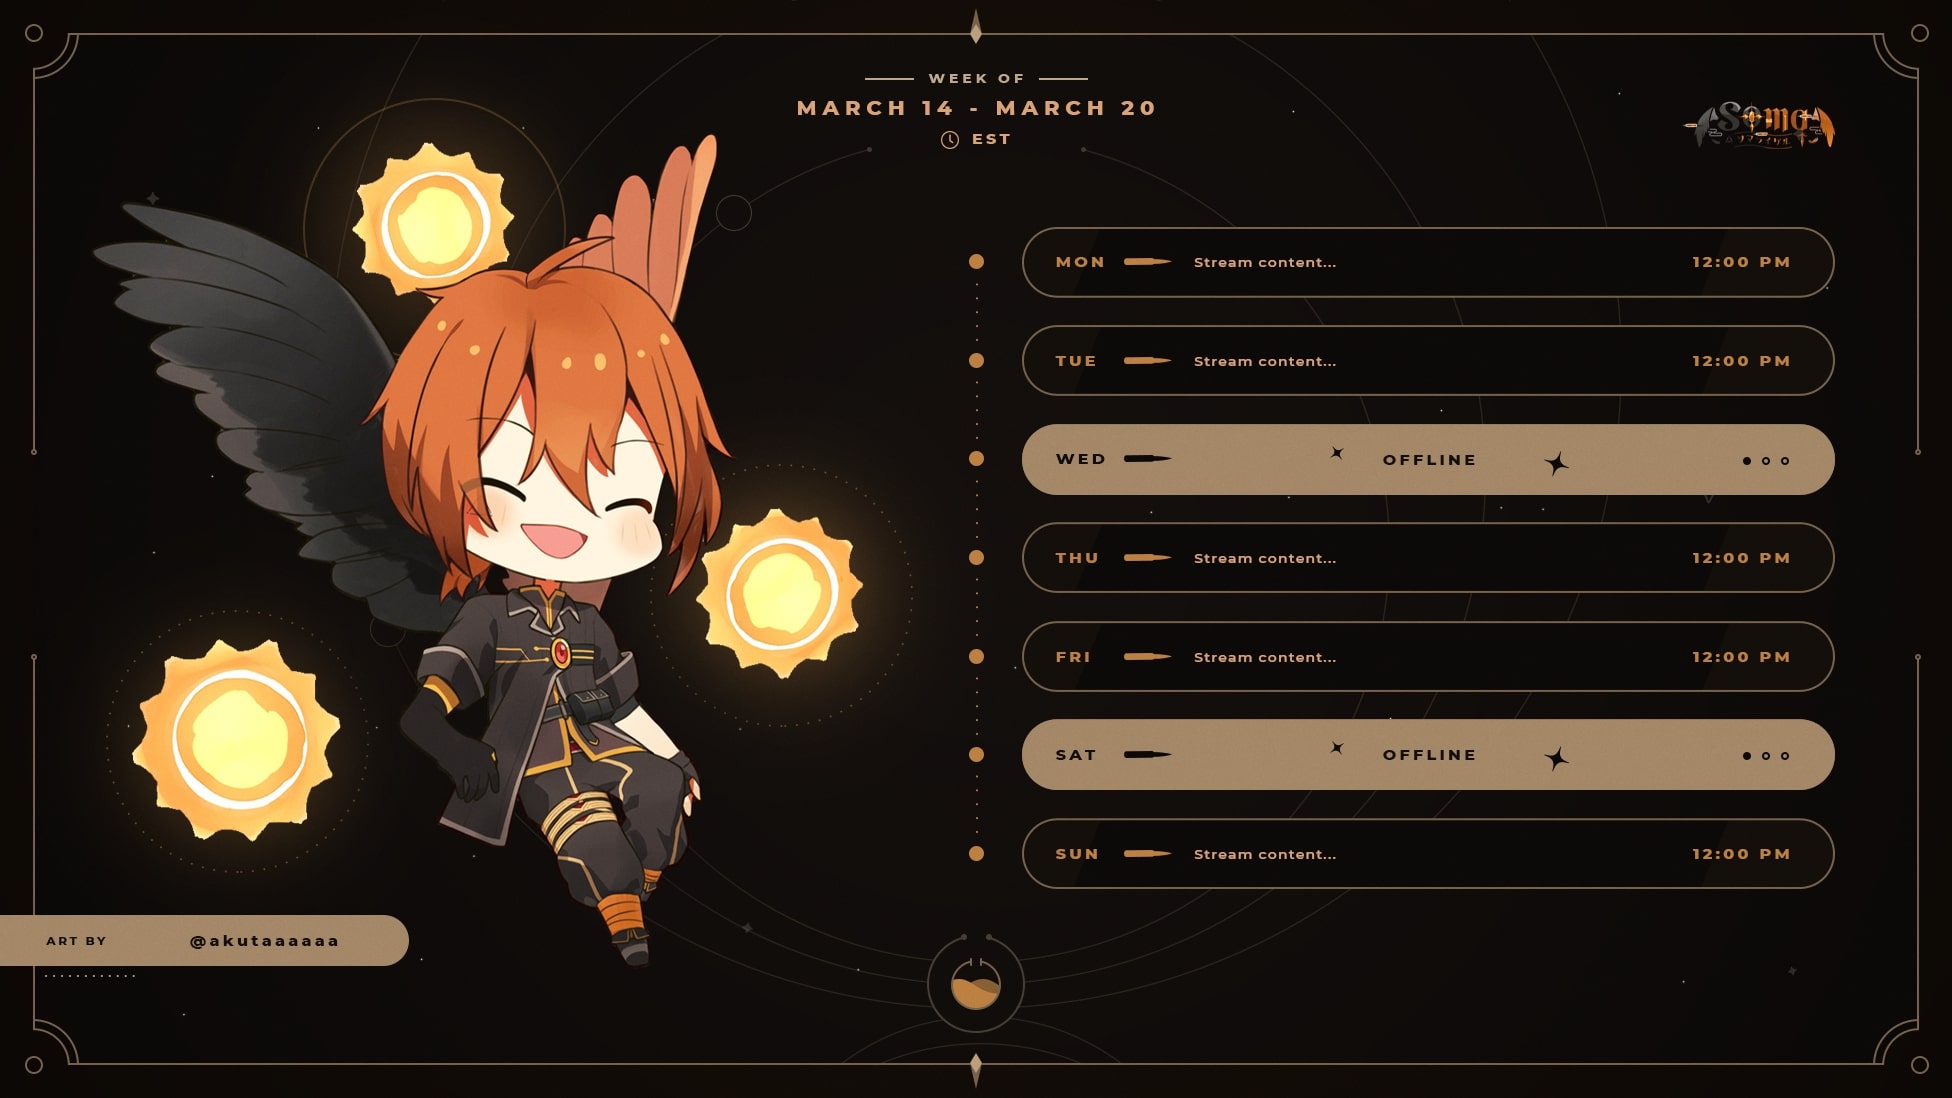 WEEK OF
MARCH 14 - MARCH 20
EST
Somo
MON Stream content... 12:00 PM
TUE Stream content... 12:00 PM
WED OFFLINE
THU Stream content... 12:00 PM
FRI Stream content... 12:00 PM
SAT OFFLINE
SUN Stream content... 12:00 PM
ART BY @akutaaaaaa